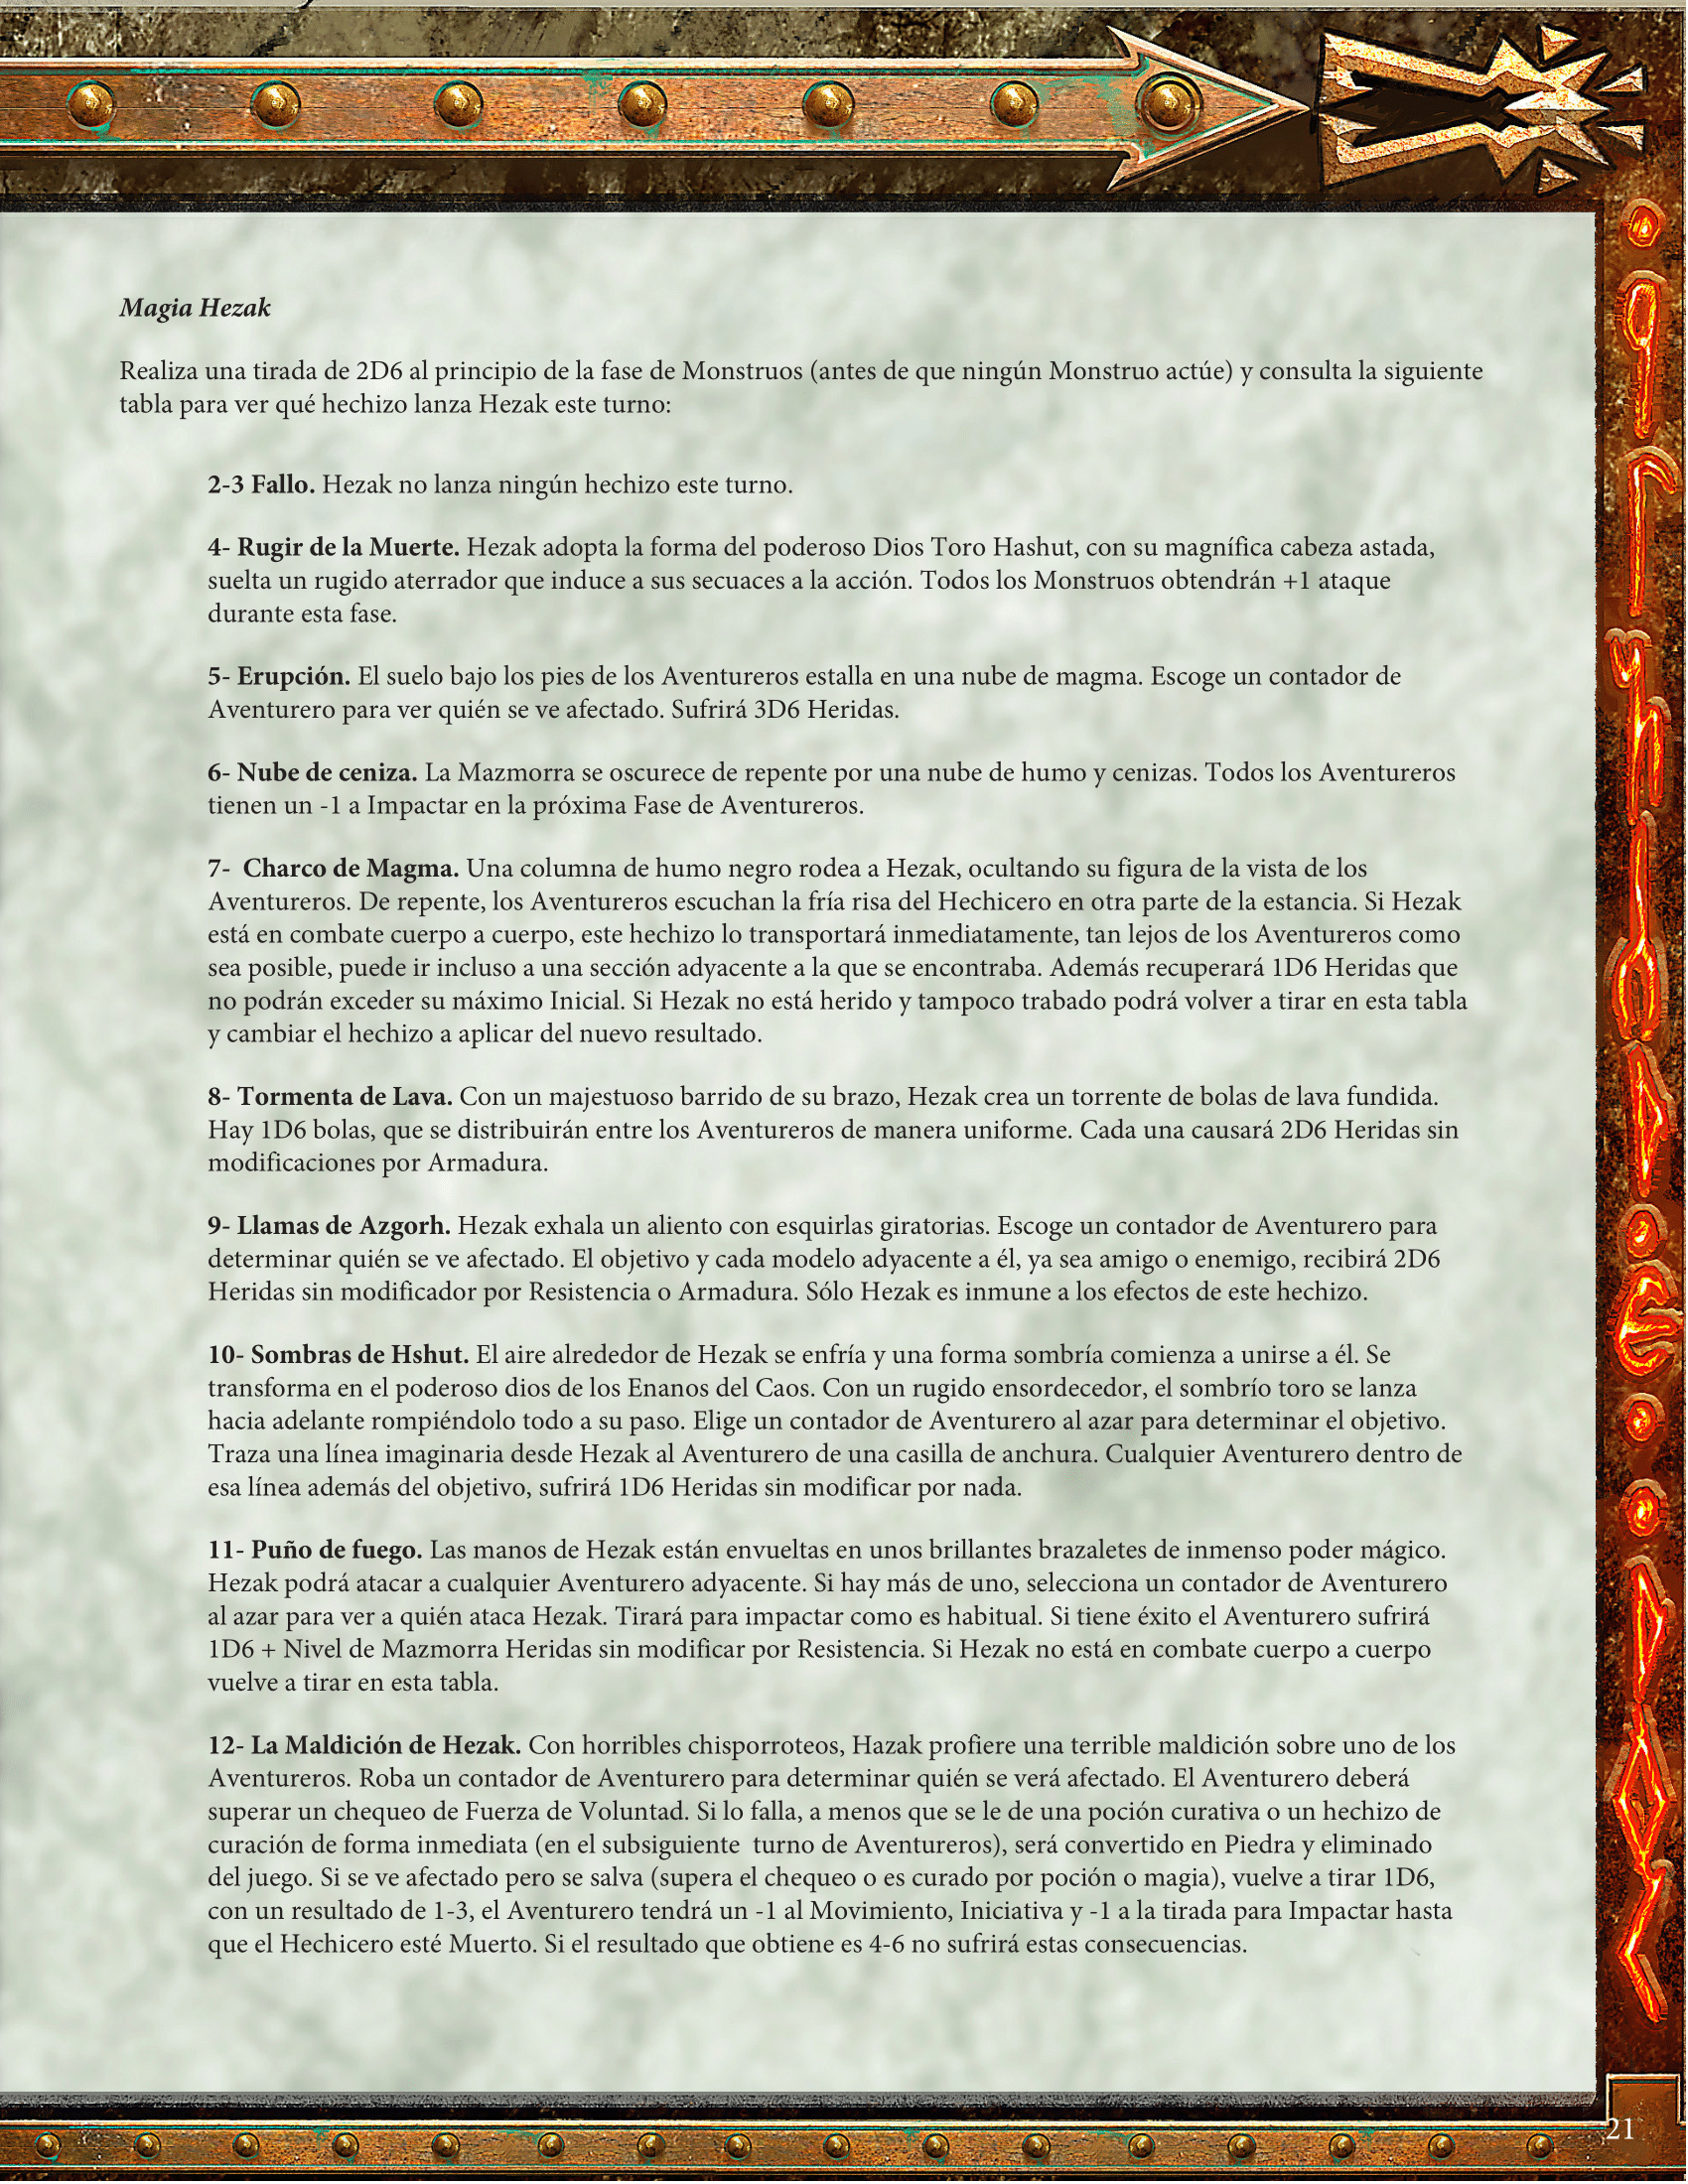 Magia Hezak
Realiza una tirada de 2D6 al principio de la fase de Monstruos (antes de que ningún Monstruo actúe) y consulta la siguiente
tabla para ver qué hechizo lanza Hezak este turno:
2-3 Fallo. Hezak no lanza ningún hechizo este turno.
4- Rugir de la Muerte. Hezak adopta la forma del poderoso Dios Toro Hashut, con su magnífica cabeza astada,
suelta un rugido aterrador que induce a sus secuaces a la acción. Todos los Monstruos obtendrán +1 ataque
durante esta fase.
5- Erupción. El suelo bajo los pies de los Aventureros estalla en una nube de magma. Escoge un contador de
Aventurero para ver quién se ve afectado. Sufrirá 3D6 Heridas.
6- Nube de ceniza. La Mazmorra se oscurece de repente por una nube de humo y cenizas. Todos los Aventureros
tienen un -1 a Impactar en la próxima Fase de Aventureros.
7-  Charco de Magma. Una columna de humo negro rodea a Hezak, ocultando su figura de la vista de los
Aventureros. De repente, los Aventureros escuchan la fría risa del Hechicero en otra parte de la estancia. Si Hezak
está en combate cuerpo a cuerpo, este hechizo lo transportará inmediatamente, tan lejos de los Aventureros como
sea posible, puede ir incluso a una sección adyacente a la que se encontraba. Además recuperará 1D6 Heridas que
no podrán exceder su máximo Inicial. Si Hezak no está herido y tampoco trabado podrá volver a tirar en esta tabla
y cambiar el hechizo a aplicar del nuevo resultado.
8- Tormenta de Lava. Con un majestuoso barrido de su brazo, Hezak crea un torrente de bolas de lava fundida.
Hay 1D6 bolas, que se distribuirán entre los Aventureros de manera uniforme. Cada una causará 2D6 Heridas sin
modificaciones por Armadura.
9- Llamas de Azgorh. Hezak exhala un aliento con esquirlas giratorias. Escoge un contador de Aventurero para
determinar quién se ve afectado. El objetivo y cada modelo adyacente a él, ya sea amigo o enemigo, recibirá 2D6
Heridas sin modificador por Resistencia o Armadura. Sólo Hezak es inmune a los efectos de este hechizo.
10- Sombras de Hshut. El aire alrededor de Hezak se enfría y una forma sombría comienza a unirse a él. Se
transforma en el poderoso dios de los Enanos del Caos. Con un rugido ensordecedor, el sombrío toro se lanza
hacia adelante rompiéndolo todo a su paso. Elige un contador de Aventurero al azar para determinar el objetivo.
Traza una línea imaginaria desde Hezak al Aventurero de una casilla de anchura. Cualquier Aventurero dentro de
esa línea además del objetivo, sufrirá 1D6 Heridas sin modificar por nada.
11- Puño de fuego. Las manos de Hezak están envueltas en unos brillantes brazaletes de inmenso poder mágico.
Hezak podrá atacar a cualquier Aventurero adyacente. Si hay más de uno, selecciona un contador de Aventurero
al azar para ver a quién ataca Hezak. Tirará para impactar como es habitual. Si tiene éxito el Aventurero sufrirá
1D6 + Nivel de Mazmorra Heridas sin modificar por Resistencia. Si Hezak no está en combate cuerpo a cuerpo
vuelve a tirar en esta tabla.
12- La Maldición de Hezak. Con horribles chisporroteos, Hazak profiere una terrible maldición sobre uno de los
Aventureros. Roba un contador de Aventurero para determinar quién se verá afectado. El Aventurero deberá
superar un chequeo de Fuerza de Voluntad. Si lo falla, a menos que se le de una poción curativa o un hechizo de
curación de forma inmediata (en el subsiguiente  turno de Aventureros), será convertido en Piedra y eliminado
del juego. Si se ve afectado pero se salva (supera el chequeo o es curado por poción o magia), vuelve a tirar 1D6,
con un resultado de 1-3, el Aventurero tendrá un -1 al Movimiento, Iniciativa y -1 a la tirada para Impactar hasta
que el Hechicero esté Muerto. Si el resultado que obtiene es 4-6 no sufrirá estas consecuencias.
21